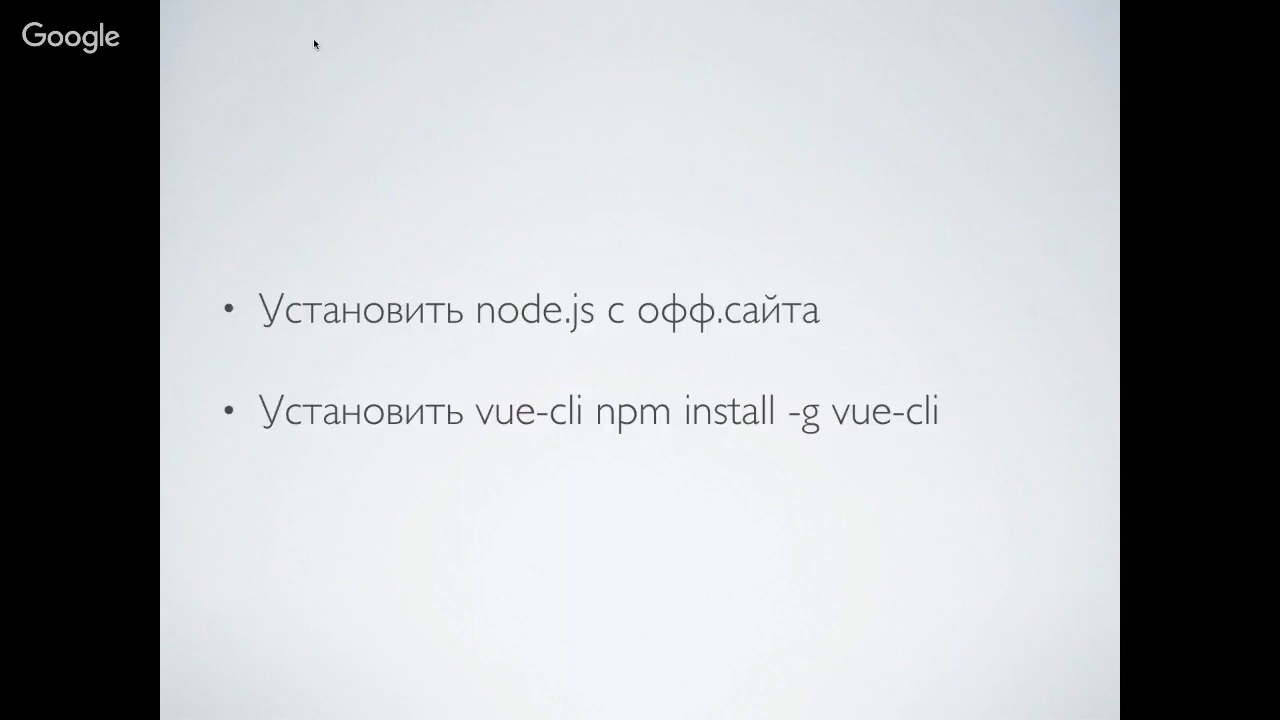 Google
• Установить node.js с офф.сайта
• Установить vue-cli npm install -g vue-cli